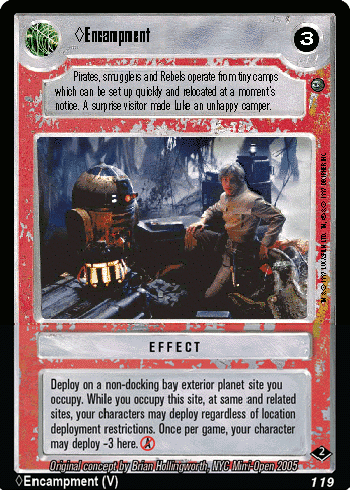 ◊Encampment
3
Pirates, smugglers and Rebels operate from tiny camps
which can be set up quickly and relocated at a moment's
notice. A surprise visitor made Luke an unhappy camper.
EFFECT
Deploy on a non-docking bay exterior planet site you
occupy. While you occupy this site, at same and related
sites, your characters may deploy regardless of location
deployment restrictions. Once per game, your character
may deploy -3 here. A
2
Original concept by Brian Hollingworth, NYC Mini-Open 2005
◊Encampment (V)
119